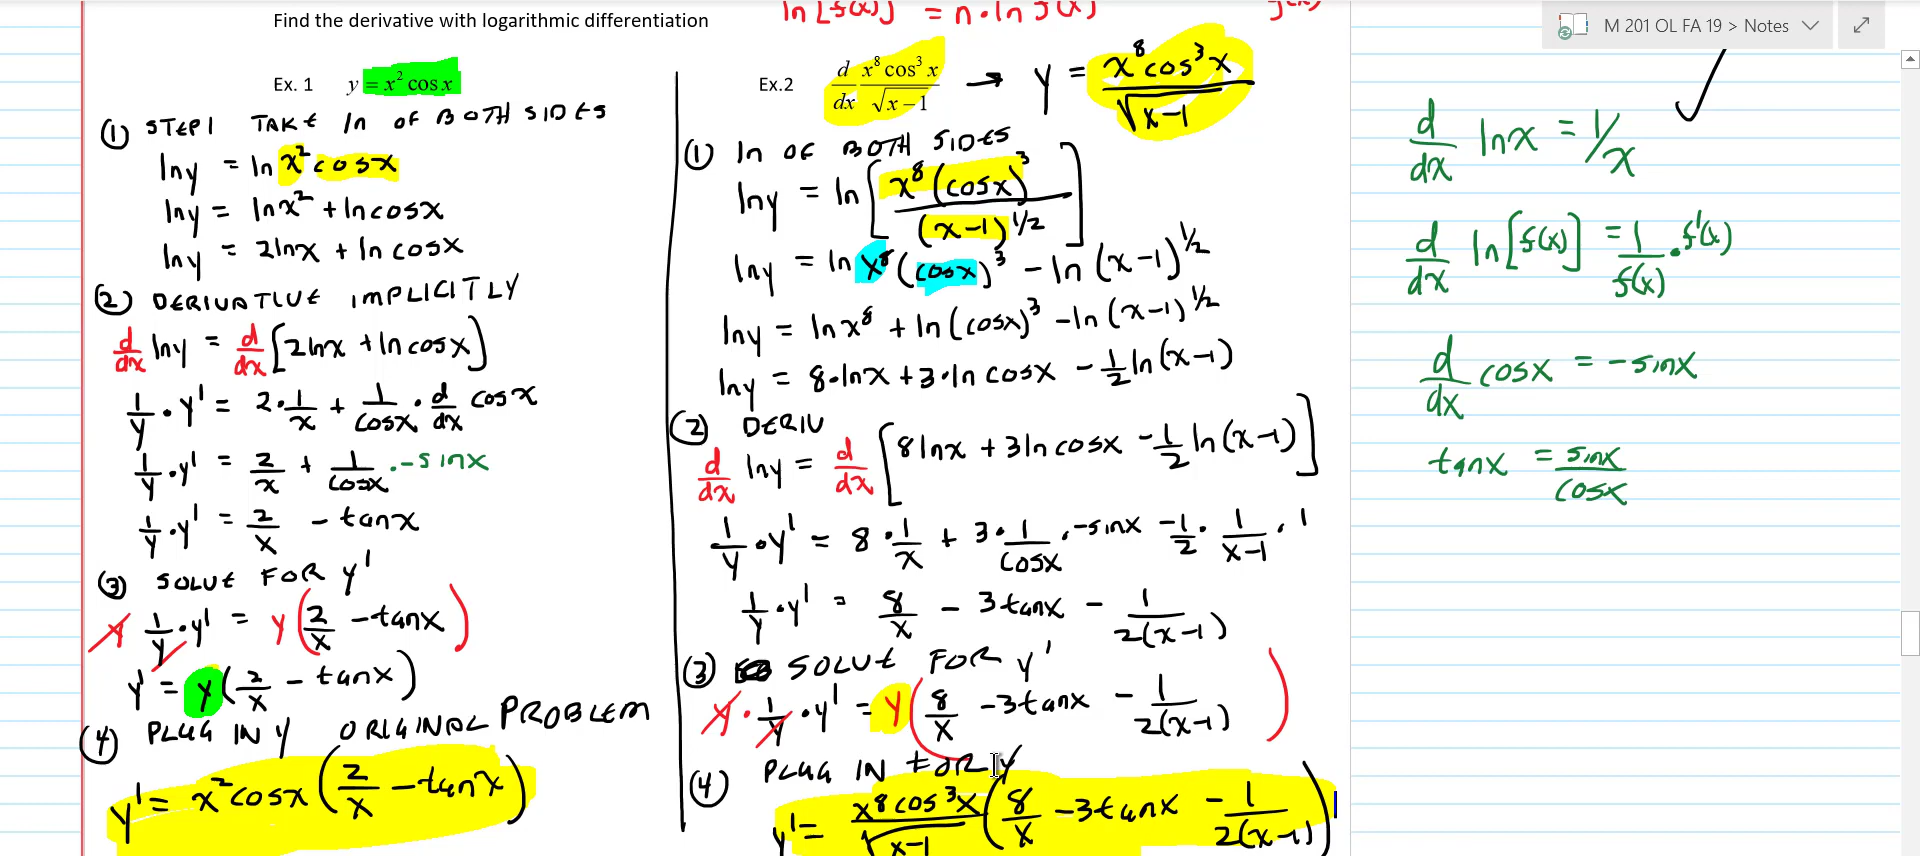 Find the derivative with logarithmic differentiation
ln [f(x)] = n·ln f(x)
M 201 OL FA 19 > Notes
Ex. 1 y = x² cos x
① STEP 1 TAKE ln OF BOTH SIDES
lny = ln x² cosx
lny = lnx² + lncosx
lny = 2lnx + ln cosx
② DERIVATIVE IMPLICITLY
d/dx lny = d/dx [2lnx + ln cosx]
1/y · y' = 2·1/x + 1/cosx · d/dx cosx
1/y · y' = 2/x + 1/cosx · -sinx
1/y · y' = 2/x - tanx
③ SOLVE FOR y'
y 1/y · y' = y(2/x - tanx)
y' = y(2/x - tanx)
④ PLUG IN y ORIGINAL PROBLEM
y' = x²cosx (2/x - tanx)
Ex.2 d/dx x⁸ cos³ x / √(x-1) → y = x⁸cos³x / √(x-1)
① ln OF BOTH SIDES
lny = ln [x⁸(cosx)³ / (x-1)^1/2]
lny = ln x⁸(cosx)³ - ln(x-1)^1/2
lny = lnx⁸ + ln(cosx)³ - ln(x-1)^1/2
lny = 8·lnx + 3·ln cosx - 1/2 ln(x-1)
② DERIV
d/dx lny = d/dx [8lnx + 3ln cosx - 1/2 ln(x-1)]
1/y · y' = 8·1/x + 3·1/cosx · -sinx - 1/2 · 1/(x-1) · 1
1/y · y' = 8/x - 3tanx - 1/2(x-1)
③ SOLVE FOR y'
y · 1/y · y' = y(8/x - 3tanx - 1/2(x-1))
④ PLUG IN FOR y
y' = x⁸cos³x / √(x-1) (8/x - 3tanx - 1/2(x-1))
d/dx lnx = 1/x
d/dx ln[f(x)] = 1/f(x) · f'(x)
d/dx cosx = -sinx
tanx = sinx/cosx